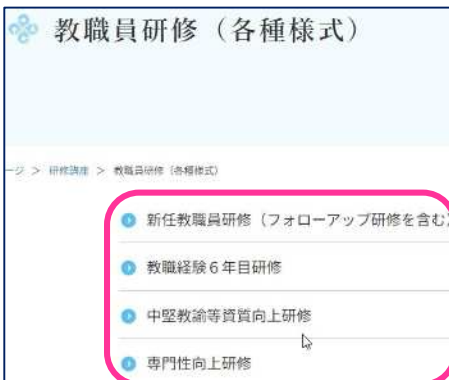 教職員研修（各種様式）
ージ > 研修講座 > 教職員研修（各種様式）
新任教職員研修（フォローアップ研修を含む）
教職経験６年目研修
中堅教諭等資質向上研修
専門性向上研修